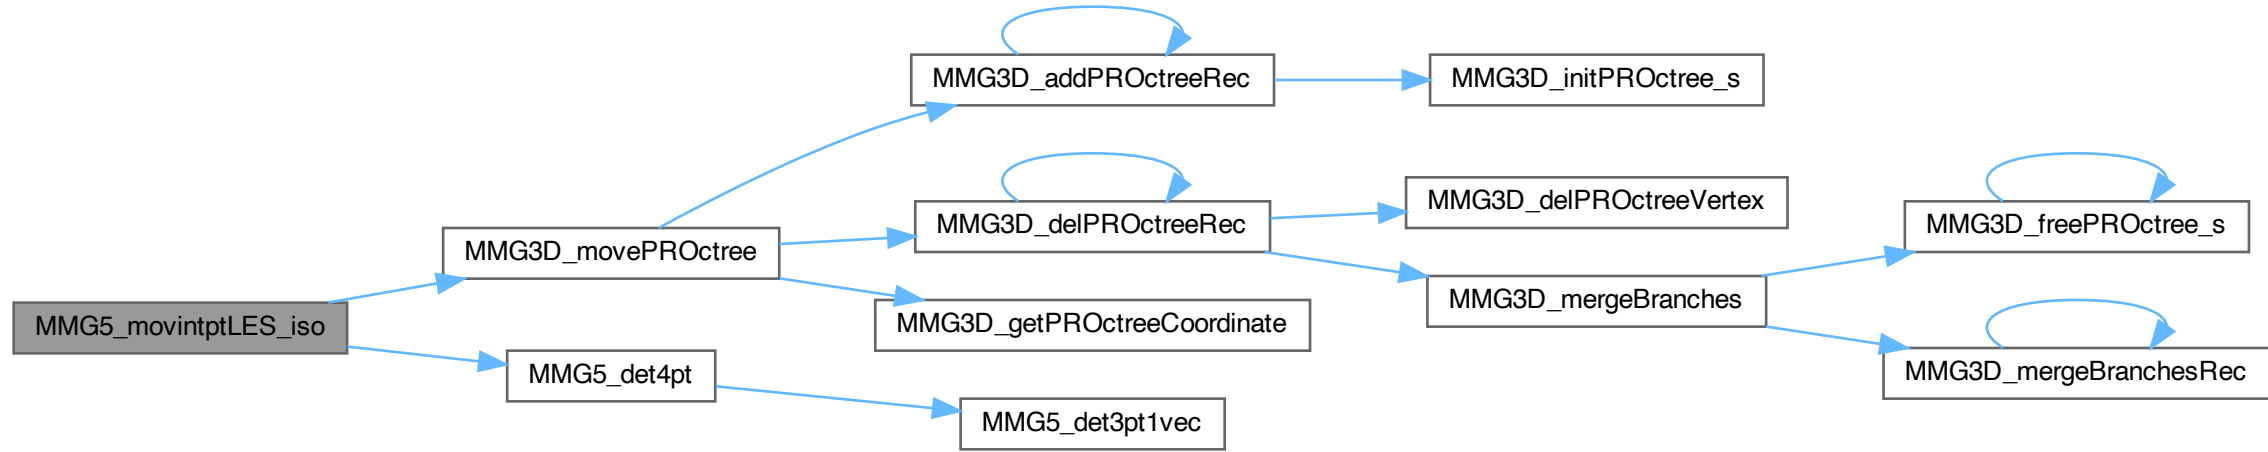 MMG3D_addPROctreeRec
MMG3D_initPROctree_s
MMG3D_delPROctreeVertex
MMG3D_freePROctree_s
MMG3D_delPROctreeRec
MMG3D_movePROctree
MMG3D_mergeBranches
MMG3D_getPROctreeCoordinate
MMG5_movintptLES_iso
MMG5_det4pt
MMG3D_mergeBranchesRec
MMG5_det3pt1vec